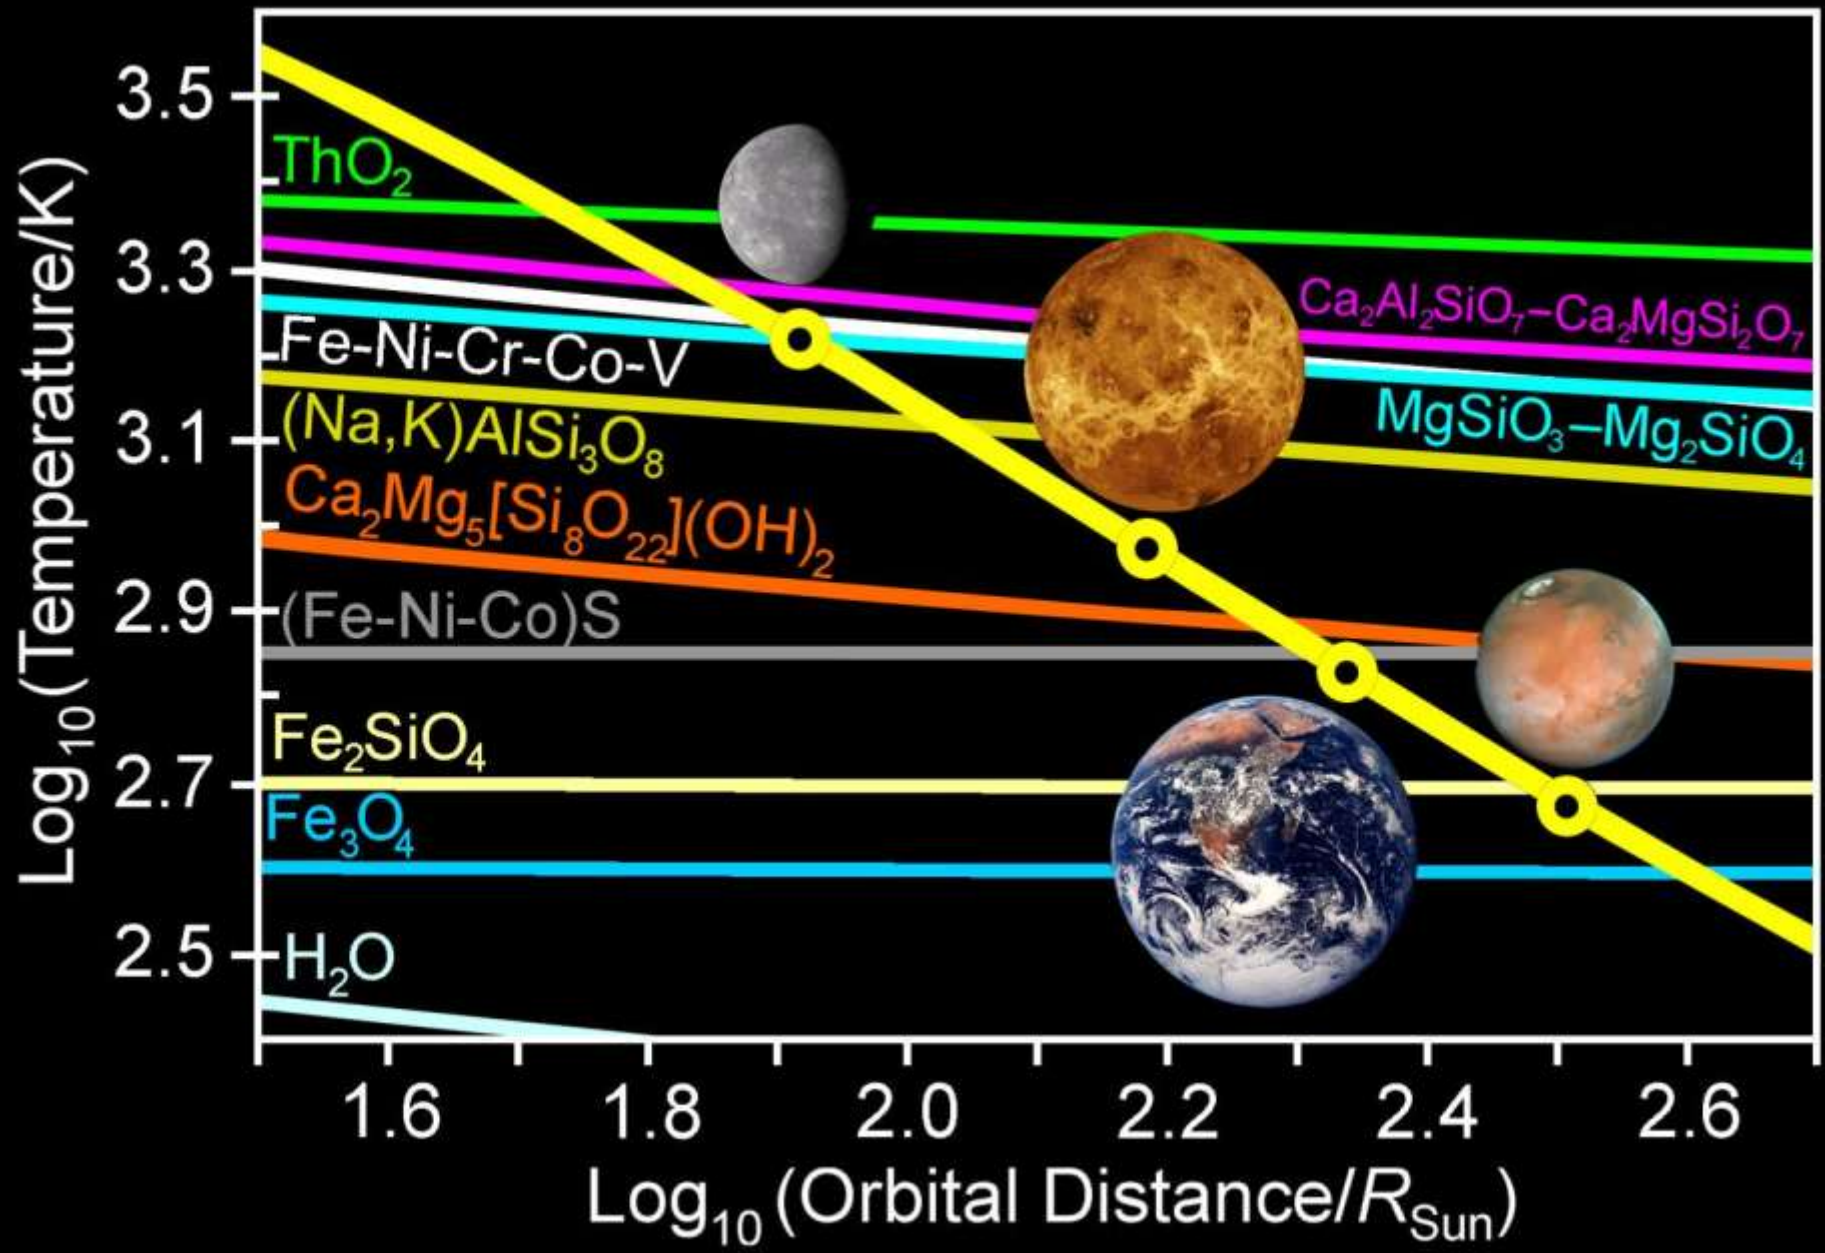 3.5
3.3
3.1
2.9
2.7
2.5
Log₁₀(Temperature/K)
ThO₂
Ca₂Al₂SiO₇–Ca₂MgSi₂O₇
Fe-Ni-Cr-Co-V
MgSiO₃–Mg₂SiO₄
(Na,K)AlSi₃O₈
Ca₂Mg₅[Si₈O₂₂](OH)₂
(Fe-Ni-Co)S
Fe₂SiO₄
Fe₃O₄
H₂O
1.6 1.8 2.0 2.2 2.4 2.6
Log₁₀(Orbital Distance/R_Sun)